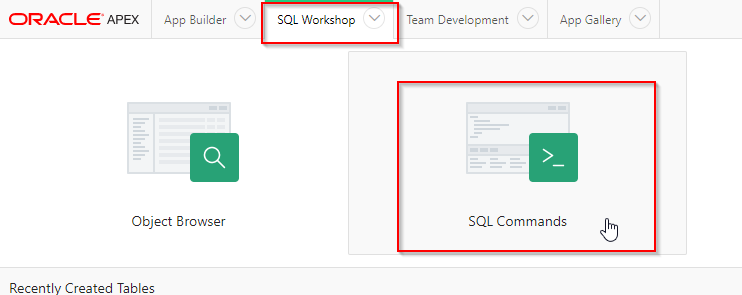 ORACLE APEX App Builder SQL Workshop Team Development App Gallery
Object Browser SQL Commands
Recently Created Tables